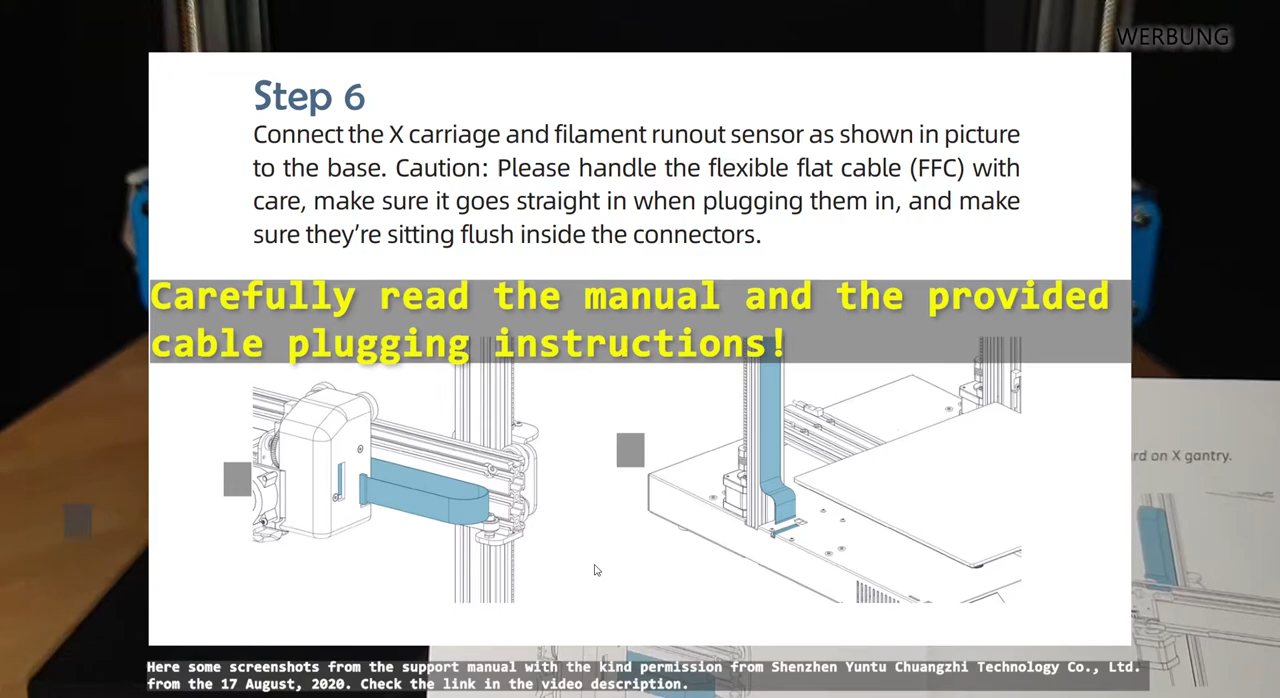 WERBUNG
Step 6
Connect the X carriage and filament runout sensor as shown in picture
to the base. Caution: Please handle the flexible flat cable (FFC) with
care, make sure it goes straight in when plugging them in, and make
sure they're sitting flush inside the connectors.
Carefully read the manual and the provided
cable plugging instructions!
rd on X gantry.
Here some screenshots from the support manual with the kind permission from Shenzhen Yuntu Chuangzhi Technology Co., Ltd.
from the 17 August, 2020. Check the link in the video description.